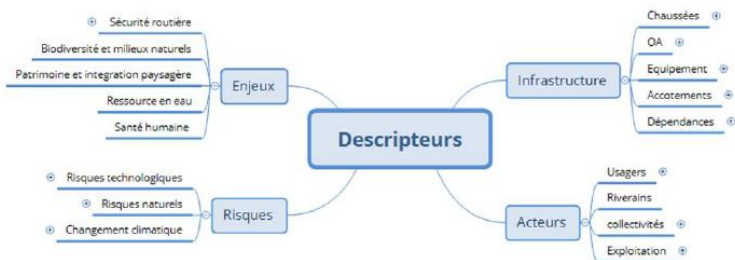 Sécurité routière
Biodiversité et milieux naturels
Patrimoine et integration paysagère
Ressource en eau
Santé humaine
Enjeux
Risques technologiques
Risques naturels
Changement climatique
Risques
Descripteurs
Infrastructure
Chaussées
OA
Equipement
Accotements
Dépendances
Acteurs
Usagers
Riverains
collectivités
Exploitation